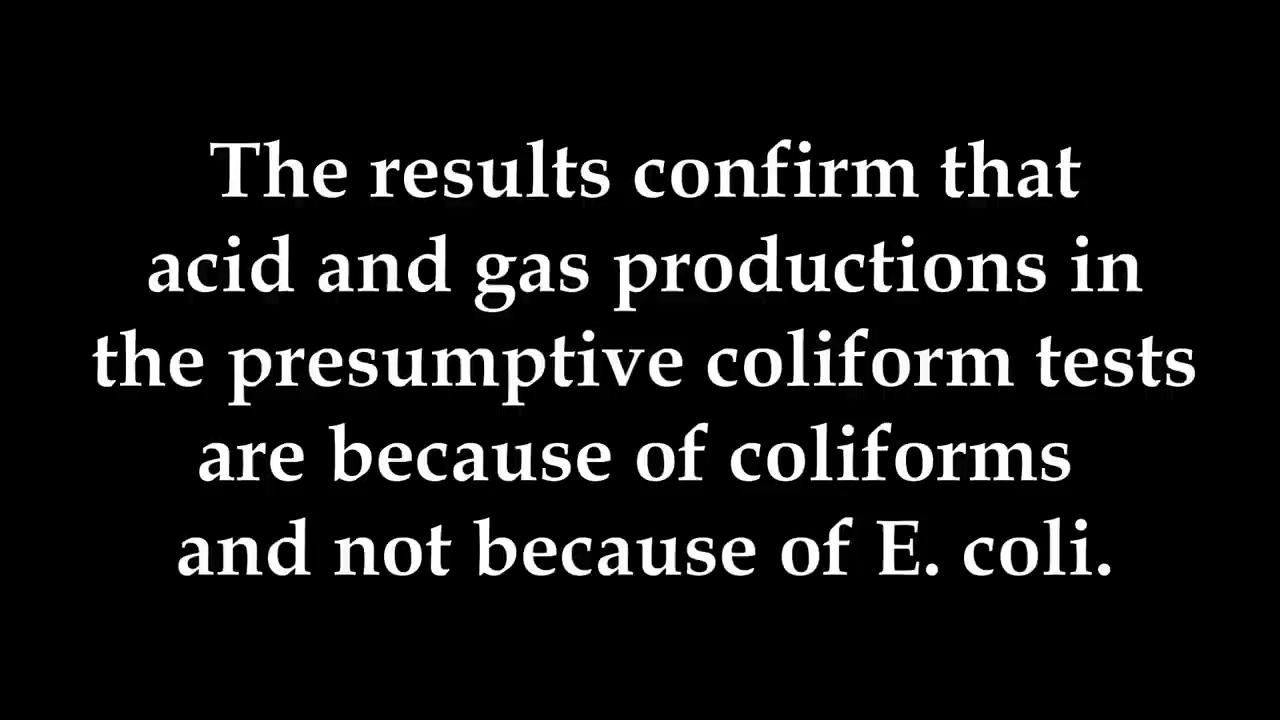 The results confirm that
acid and gas productions in
the presumptive coliform tests
are because of coliforms
and not because of E. coli.